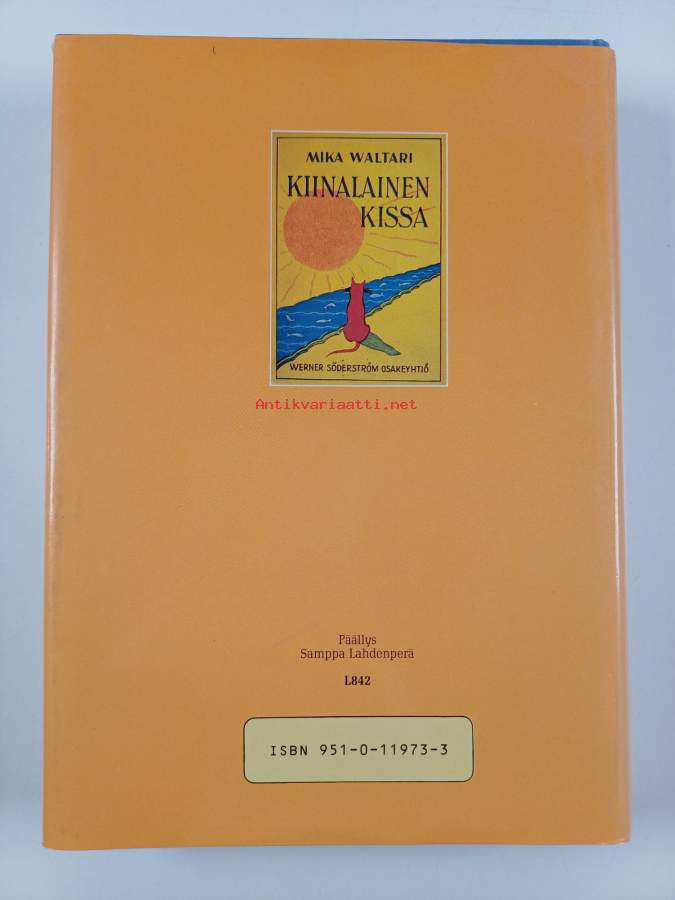 MIKA WALTARI
KIINALAINEN
KISSA
WERNER SÖDERSTRÖM OSAKEYHTIÖ
Antikvariaatti.net
Päällys
Samppa Lahdenperä
L842
ISBN 951-0-11973-3